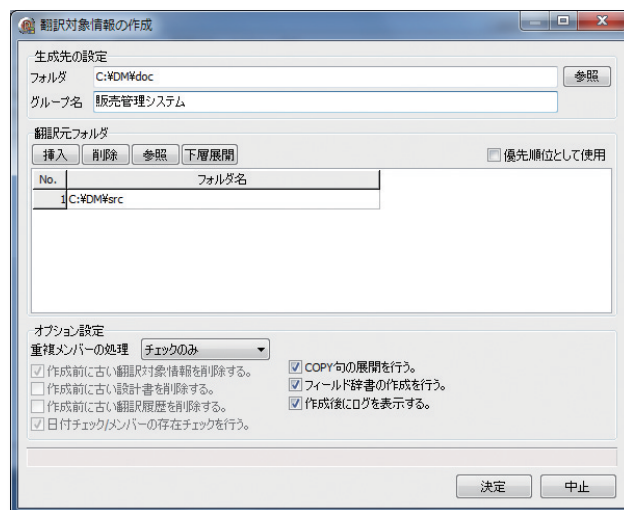 翻訳対象情報の作成
生成先の設定
フォルダ C:¥DM¥doc 参照
グループ名 販売管理システム
翻訳元フォルダ
挿入 削除 参照 下層展開 優先順位として使用
No. フォルダ名
1 C:¥DM¥src
オプション設定
重複メンバーの処理 チェックのみ
作成前に古い翻訳対象情報を削除する。
作成前に古い設計書を削除する。
作成前に古い翻訳履歴を削除する。
日付チェック/メンバーの存在チェックを行う。
COPY句の展開を行う。
フィールド辞書の作成を行う。
作成後にログを表示する。
決定 中止